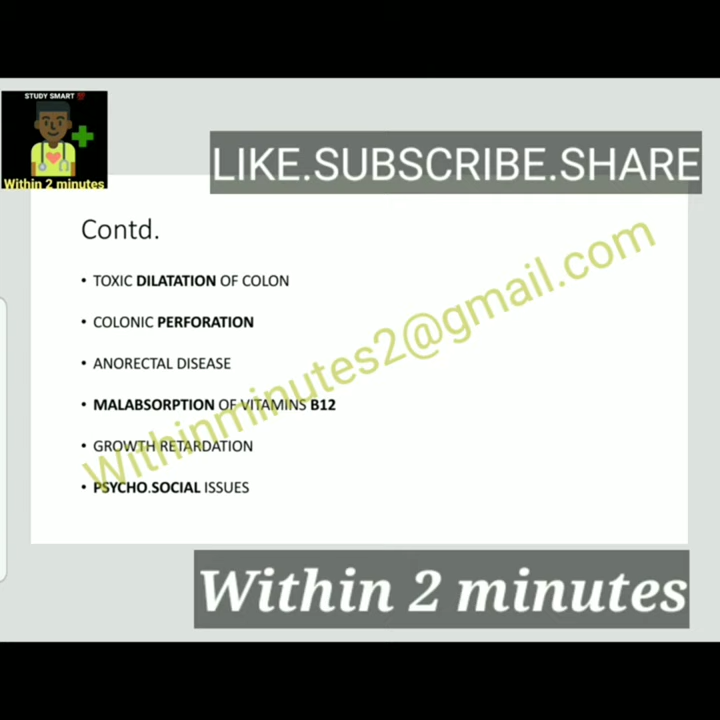 STUDY SMART 💯
Within 2 minutes
LIKE.SUBSCRIBE.SHARE
Contd.
• TOXIC DILATATION OF COLON
• COLONIC PERFORATION
• ANORECTAL DISEASE
• MALABSORPTION OF VITAMINS B12
• GROWTH RETARDATION
• PSYCHO.SOCIAL ISSUES
Withinminutes2@gmail.com
Within 2 minutes